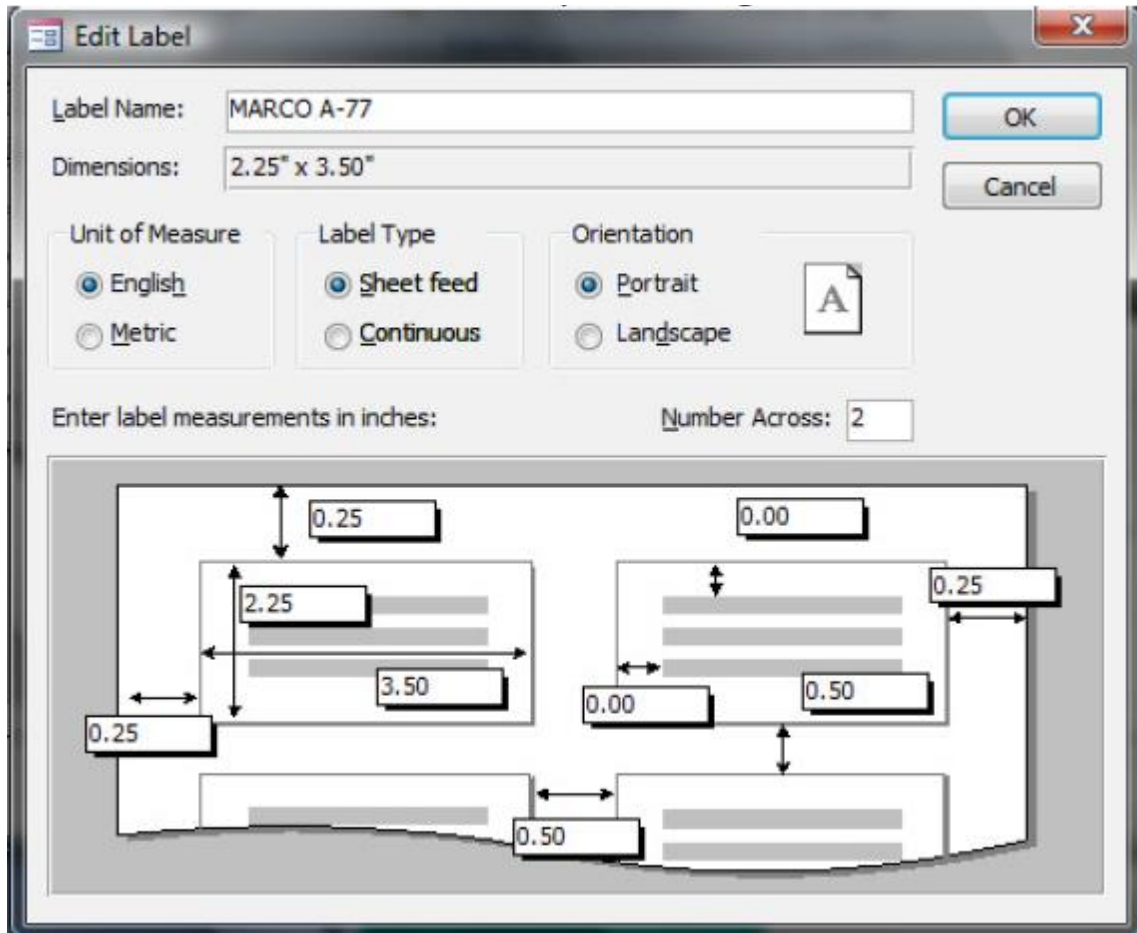 Edit Label
Label Name: MARCO A-77 OK
Dimensions: 2.25" x 3.50" Cancel
Unit of Measure Label Type Orientation
English Sheet feed Portrait A
Metric Continuous Landscape
Enter label measurements in inches: Number Across: 2
0.25 0.00
2.25 0.25
3.50 0.00 0.50
0.25
0.50